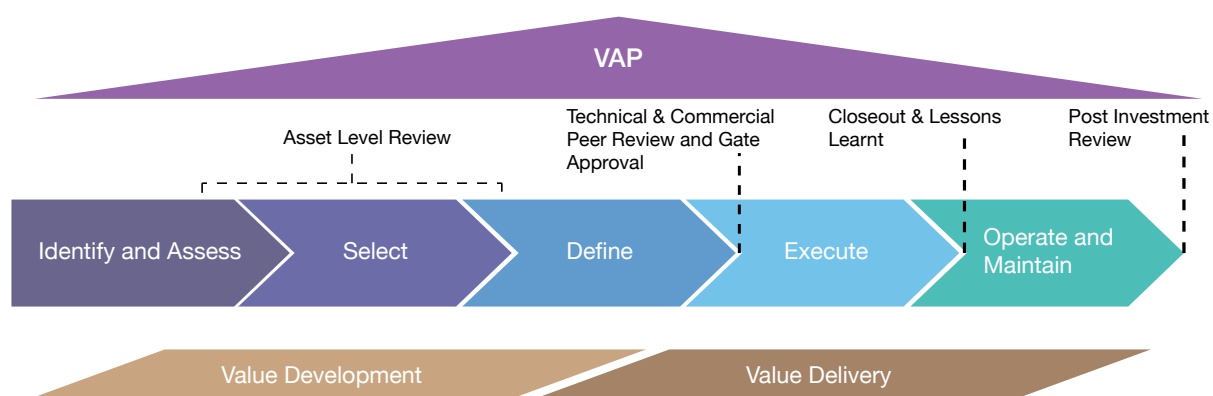 VAP
Asset Level Review
Technical & Commercial
Peer Review and Gate
Approval
Closeout & Lessons
Learnt
Post Investment
Review
Identify and Assess
Select
Define
Execute
Operate and
Maintain
Value Development
Value Delivery